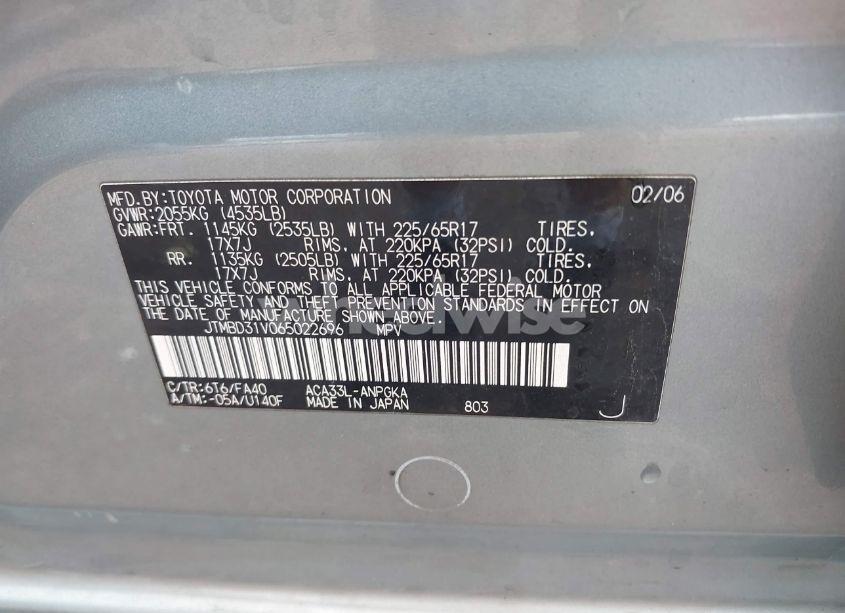 MFD.BY:TOYOTA MOTOR CORPORATION 02/06
GVWR:2055KG (4535LB)
GAWR:FRT. 1145KG (2535LB) WITH 225/65R17 TIRES,
17X7J RIMS, AT 220KPA (32PSI) COLD.
RR. 1135KG (2505LB) WITH 225/65R17 TIRES,
17X7J RIMS, AT 220KPA (32PSI) COLD.
THIS VEHICLE CONFORMS TO ALL APPLICABLE FEDERAL MOTOR
VEHICLE SAFETY AND THEFT PREVENTION STANDARDS IN EFFECT ON
THE DATE OF MANUFACTURE SHOWN ABOVE.
JTMBD31V065022696 MPV
wheelwise
C/TR:6T6/FA40 ACA33L-ANPGKA
A/TM:-05A/U140F MADE IN JAPAN 803 J